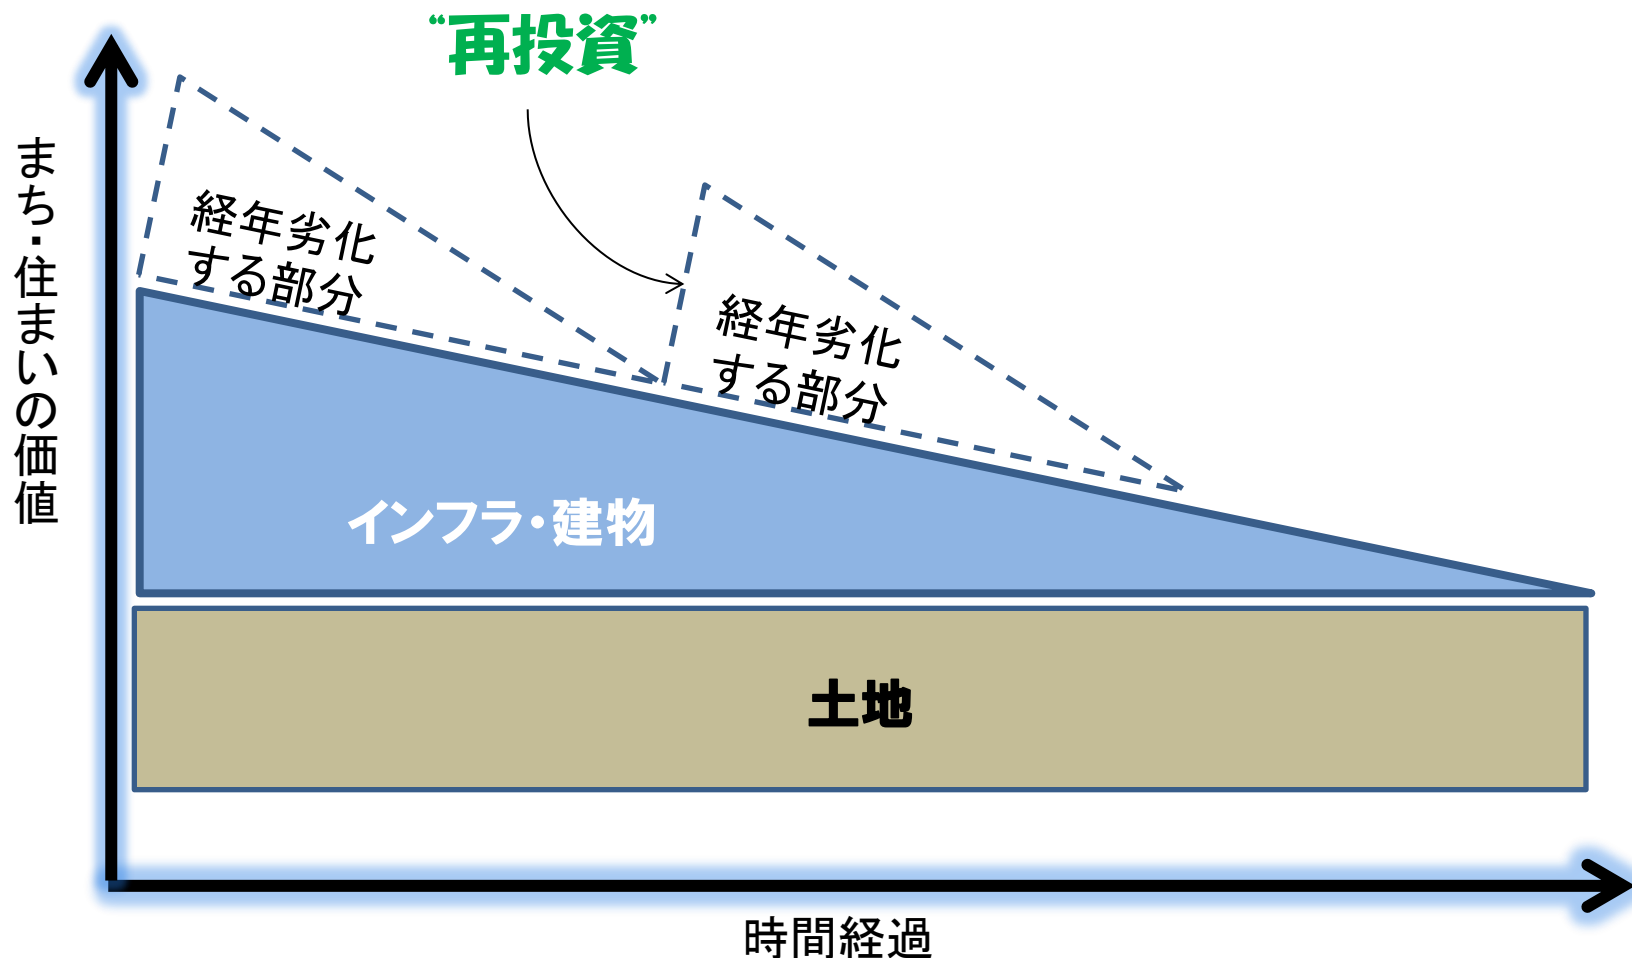 “再投資”
まち・住まいの価値
経年劣化
する部分
経年劣化
する部分
インフラ・建物
土地
時間経過